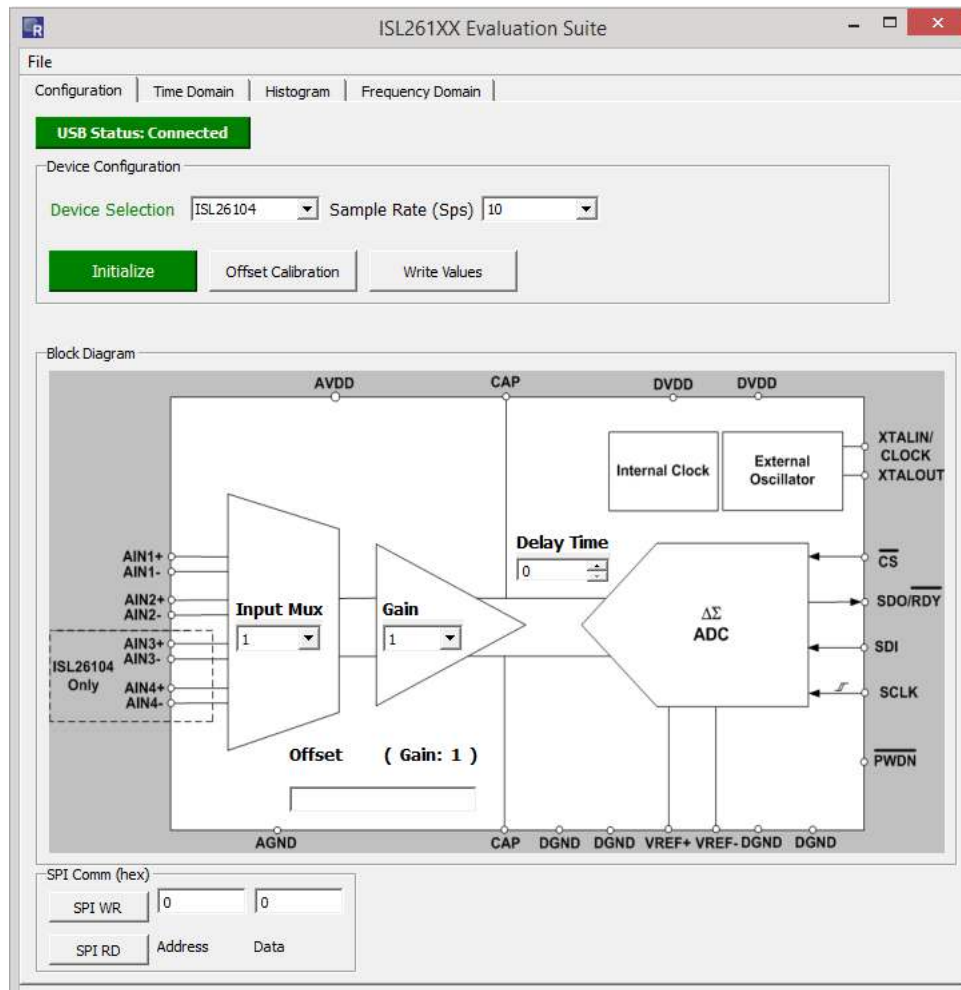 R
ISL261XX Evaluation Suite
File
Configuration
Time Domain
Histogram
Frequency Domain
USB Status: Connected
Device Configuration
Device Selection
ISL26104
Sample Rate (Sps)
10
Initialize
Offset Calibration
Write Values
Block Diagram
AVDD
CAP
DVDD
DVDD
Internal Clock
External
Oscillator
XTALIN/
CLOCK
XTALOUT
AIN1+
AIN1-
AIN2+
AIN2-
AIN3+
AIN3-
AIN4+
AIN4-
ISL26104
Only
Input Mux
1
Gain
1
Delay Time
0
ΔΣ
ADC
CS
SDO/RDY
SDI
SCLK
PWDN
Offset ( Gain: 1 )
AGND
CAP
DGND
DGND
VREF+
VREF-
DGND
DGND
SPI Comm (hex)
SPI WR
0
0
SPI RD
Address
Data